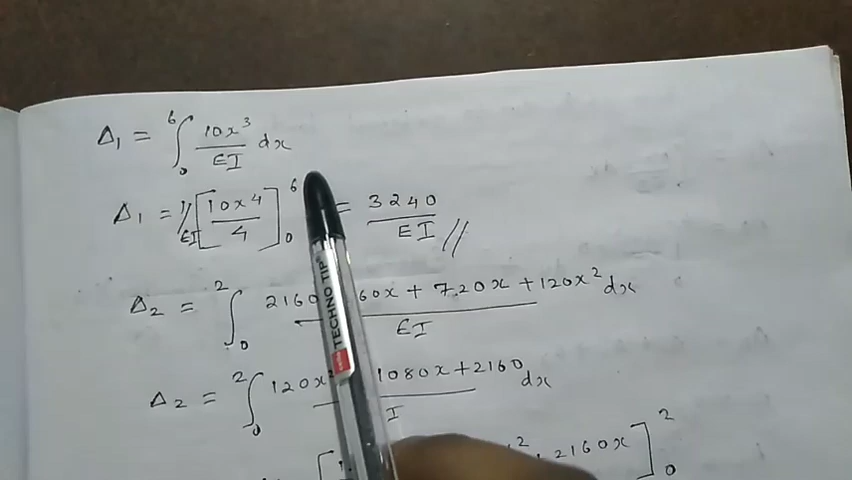 Δ₁ = ∫₀⁶ 10x³/EI dx
Δ₁ = 1/EI [10x⁴/4]₀⁶ = 3240/EI //
Δ₂ = ∫₀² 2160 60x + 720x + 120x² / EI dx
Δ₂ = ∫₀² 120x² 1080x + 2160 / I dx
2160x]₀²
TECHNO TIP